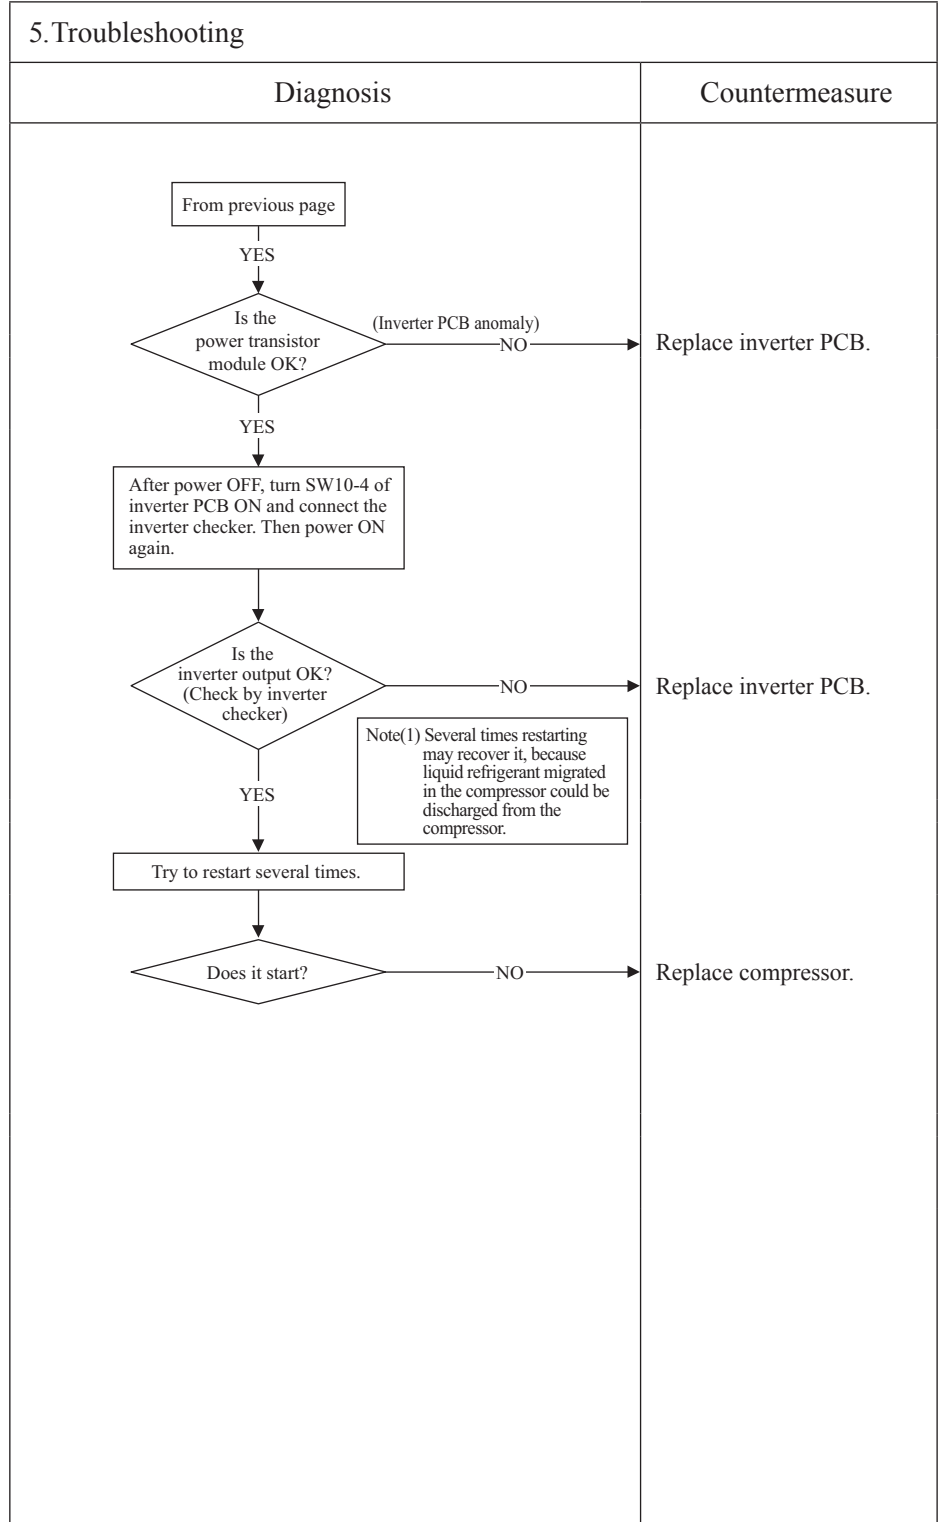 5.Troubleshooting
Diagnosis
Countermeasure
From previous page
YES
Is the
power transistor
module OK?
(Inverter PCB anomaly)
NO
Replace inverter PCB.
YES
After power OFF, turn SW10-4 of
inverter PCB ON and connect the
inverter checker. Then power ON
again.
Is the
inverter output OK?
(Check by inverter
checker)
NO
Replace inverter PCB.
Note(1) Several times restarting
may recover it, because
liquid refrigerant migrated
in the compressor could be
discharged from the
compressor.
YES
Try to restart several times.
Does it start?
NO
Replace compressor.